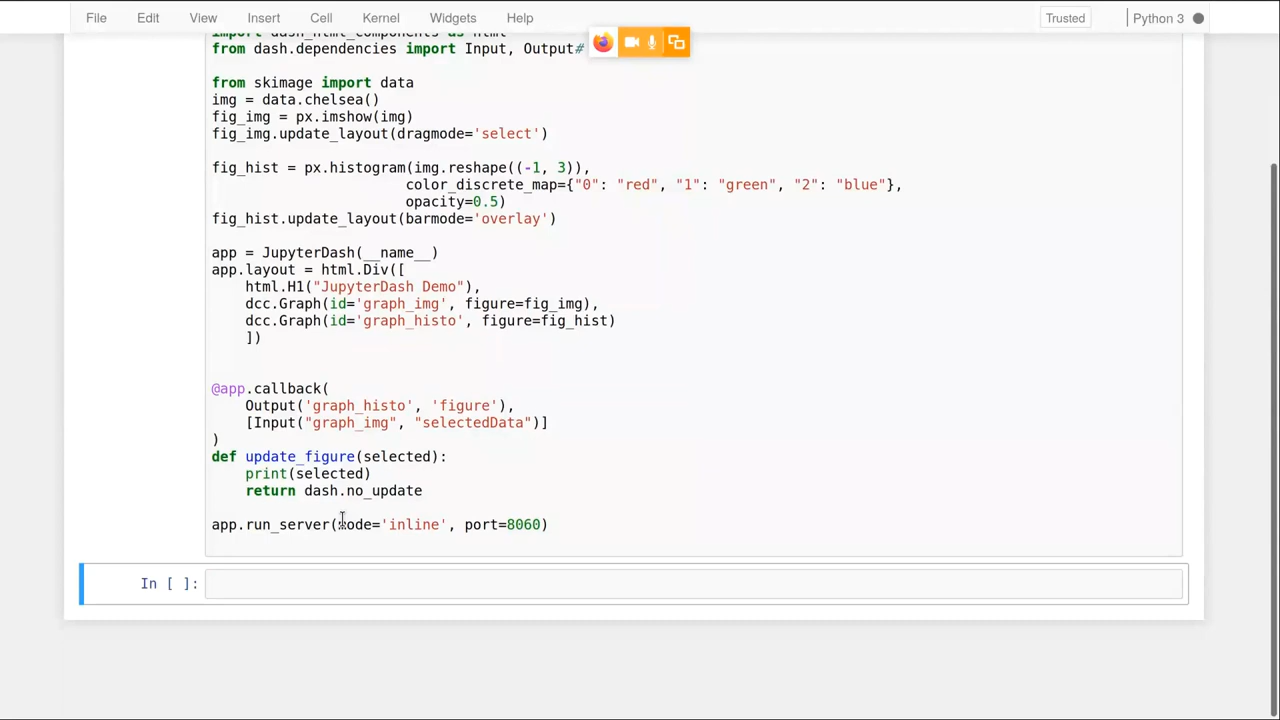 File Edit View Insert Cell Kernel Widgets Help Trusted Python 3
import dash_html_components as html
from dash.dependencies import Input, Output#
from skimage import data
img = data.chelsea()
fig_img = px.imshow(img)
fig_img.update_layout(dragmode='select')
fig_hist = px.histogram(img.reshape((-1, 3)),
color_discrete_map={"0": "red", "1": "green", "2": "blue"},
opacity=0.5)
fig_hist.update_layout(barmode='overlay')
app = JupyterDash(__name__)
app.layout = html.Div([
html.H1("JupyterDash Demo"),
dcc.Graph(id='graph_img', figure=fig_img),
dcc.Graph(id='graph_histo', figure=fig_hist)
])
@app.callback(
Output('graph_histo', 'figure'),
[Input("graph_img", "selectedData")]
)
def update_figure(selected):
print(selected)
return dash.no_update
app.run_server(mode='inline', port=8060)
In [ ]: